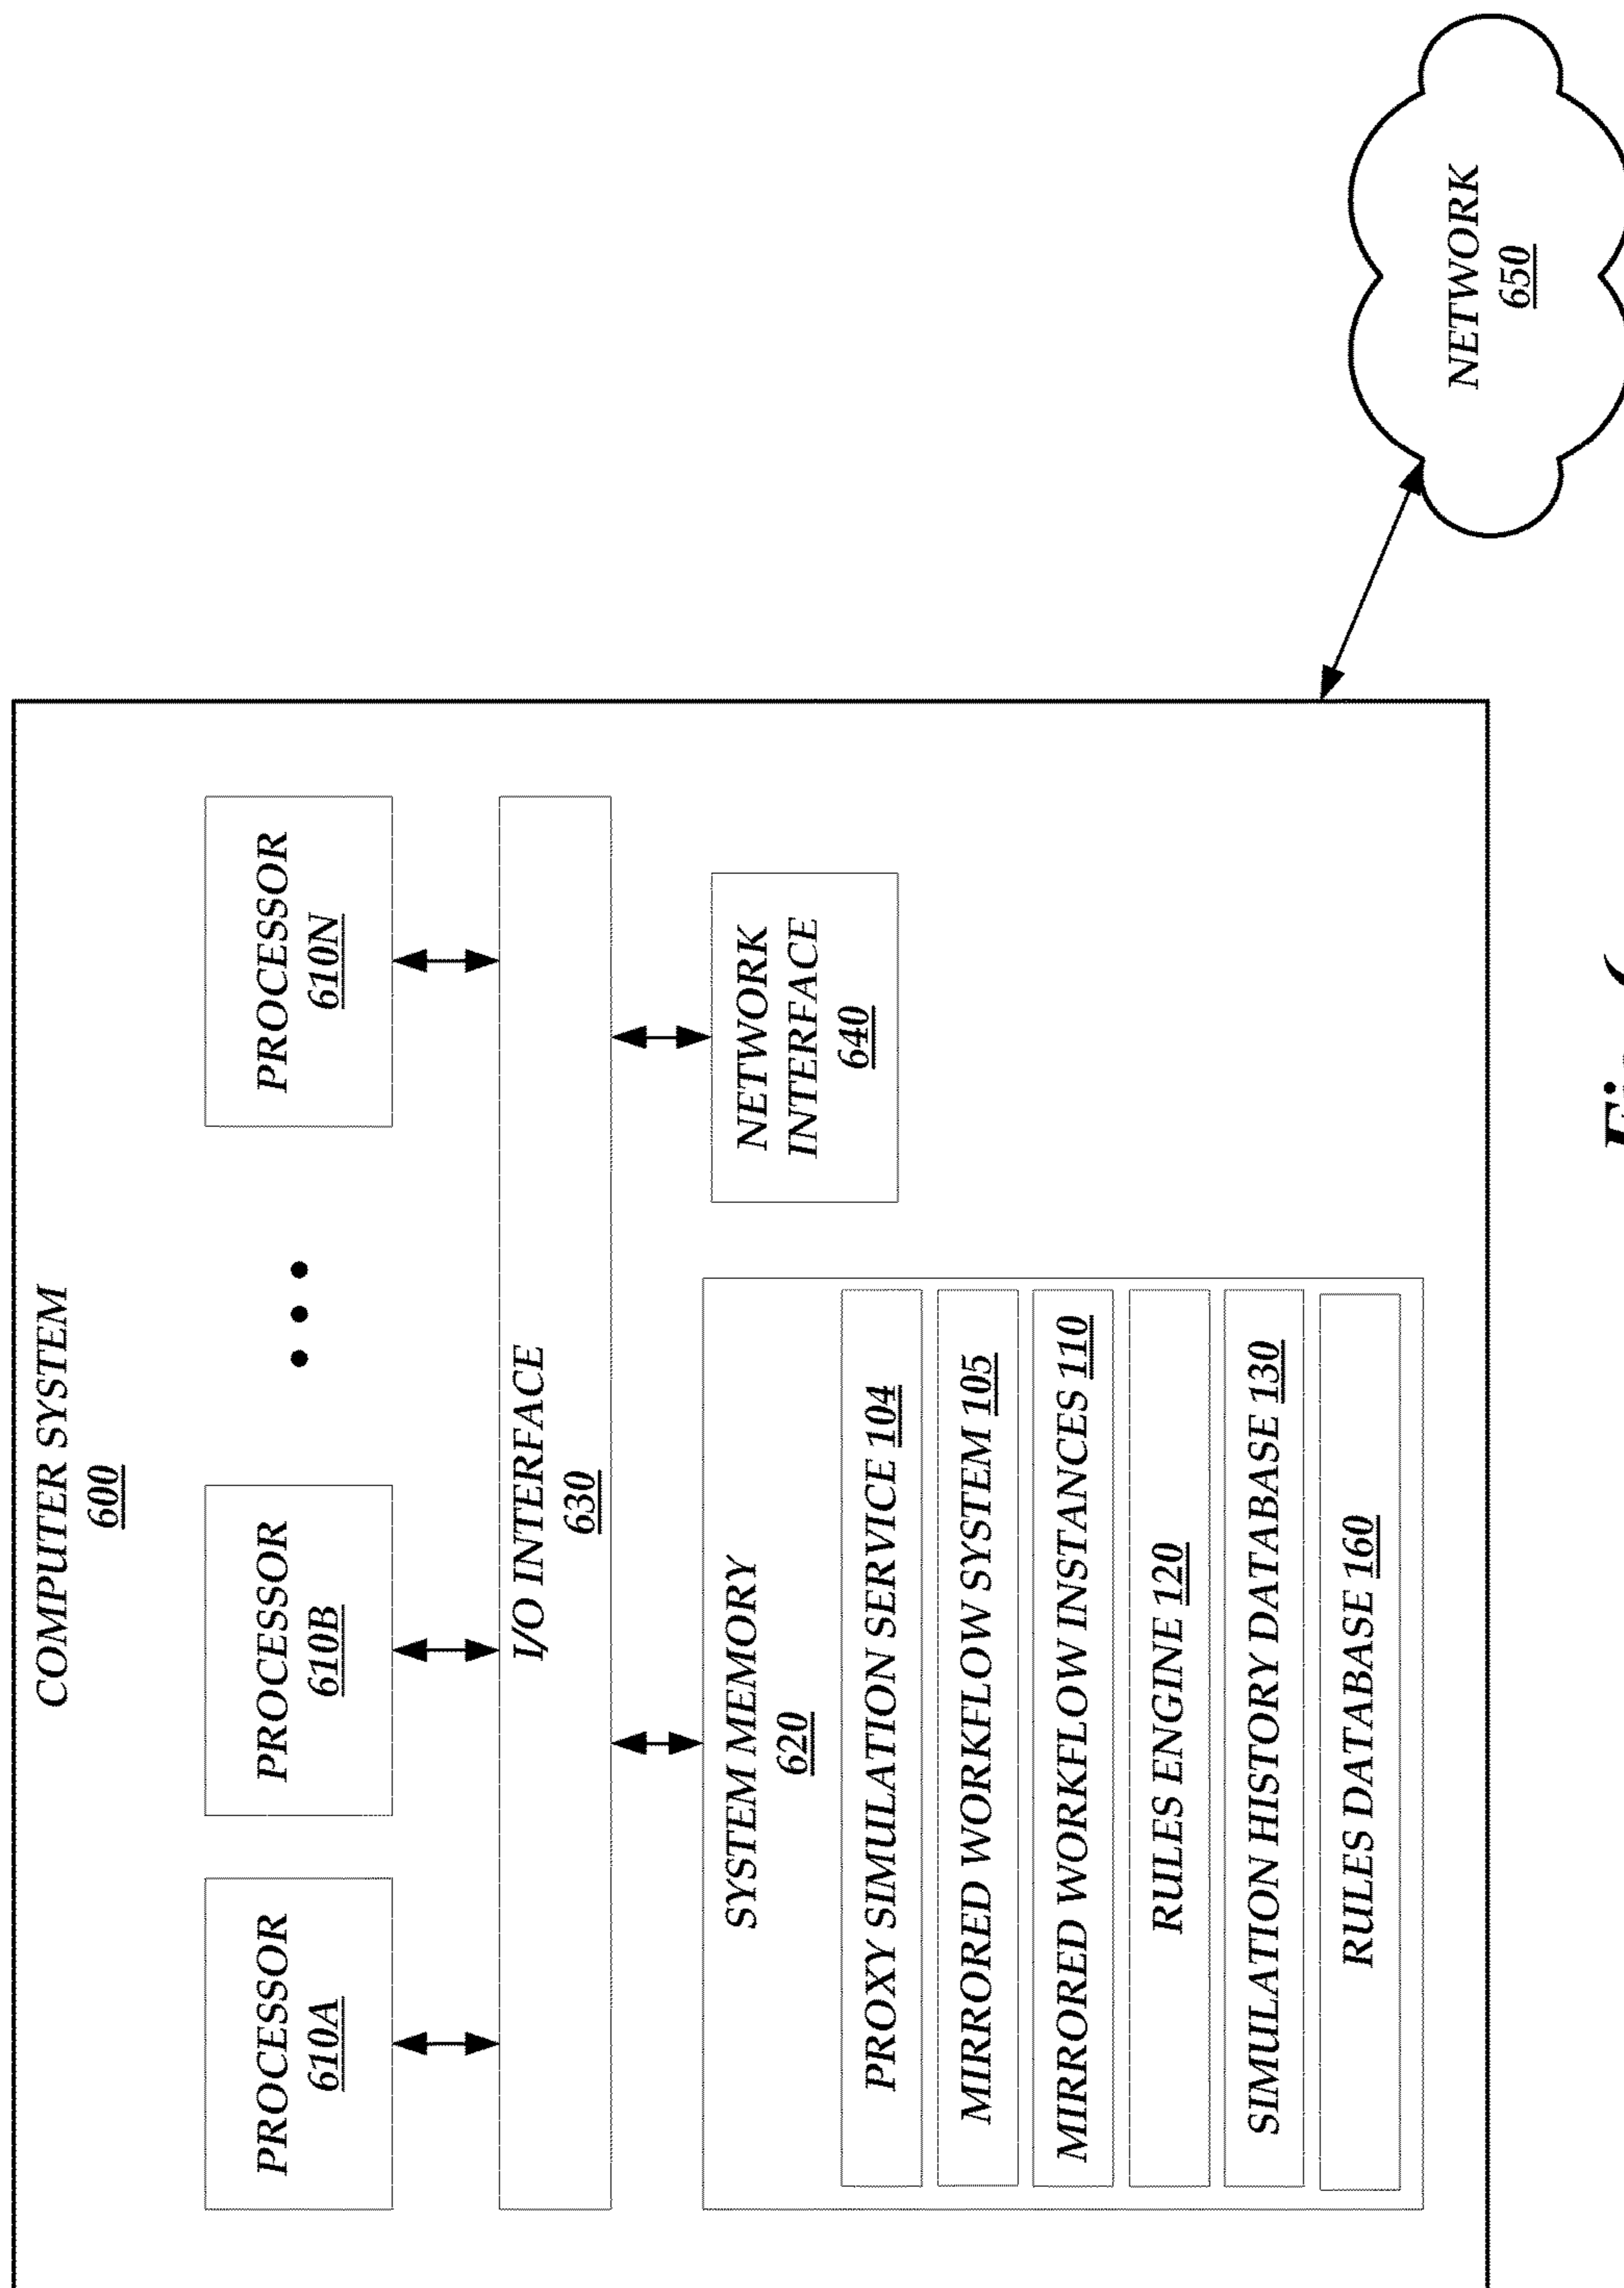 COMPUTER SYSTEM
600
PROCESSOR
610A
PROCESSOR
610B
PROCESSOR
610N
I/O INTERFACE
630
SYSTEM MEMORY
620
PROXY SIMULATION SERVICE 104
MIRRORED WORKFLOW SYSTEM 105
MIRRORED WORKFLOW INSTANCES 110
RULES ENGINE 120
SIMULATION HISTORY DATABASE 130
RULES DATABASE 160
NETWORK
INTERFACE
640
NETWORK
650